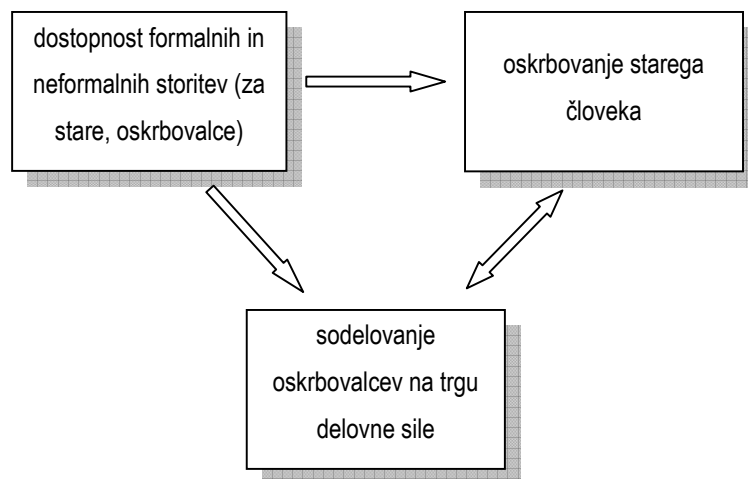 dostopnost formalnih in
neformalnih storitev (za
stare, oskrbovalce)
oskrbovanje starega
človeka
sodelovanje
oskrbovalcev na trgu
delovne sile